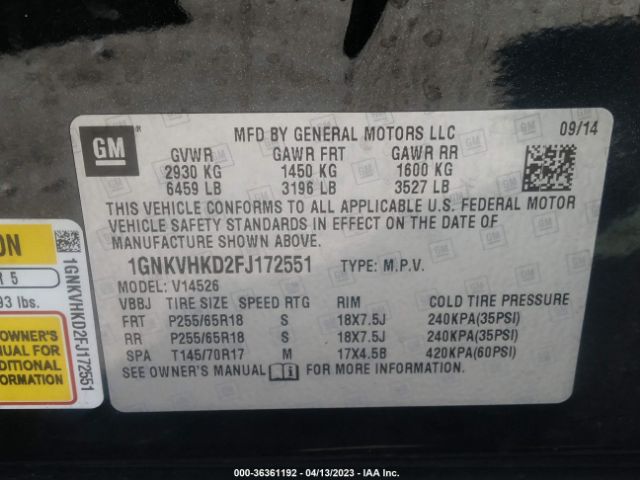 GM
MFD BY GENERAL MOTORS LLC 09/14
GVWR GAWR FRT GAWR RR
2930 KG 1450 KG 1600 KG
6459 LB 3196 LB 3527 LB
THIS VEHICLE CONFORMS TO ALL APPLICABLE U.S. FEDERAL MOTOR
VEHICLE SAFETY STANDARDS IN EFFECT ON THE DATE OF
MANUFACTURE SHOWN ABOVE.
1GNKVHKD2FJ172551 TYPE: M.P.V.
MODEL: V14526
VBBJ TIRE SIZE SPEED RTG RIM COLD TIRE PRESSURE
FRT P255/65R18 S 18X7.5J 240KPA(35PSI)
RR P255/65R18 S 18X7.5J 240KPA(35PSI)
SPA T145/70R17 M 17X4.5B 420KPA(60PSI)
SEE OWNER'S MANUAL FOR MORE INFORMATION.
ON
R 5
93 lbs.
OWNER'S
NUAL FOR
DITIONAL
ORMATION
1GNKVHKD2FJ172551
000-36361192 - 04/13/2023 - IAA Inc.